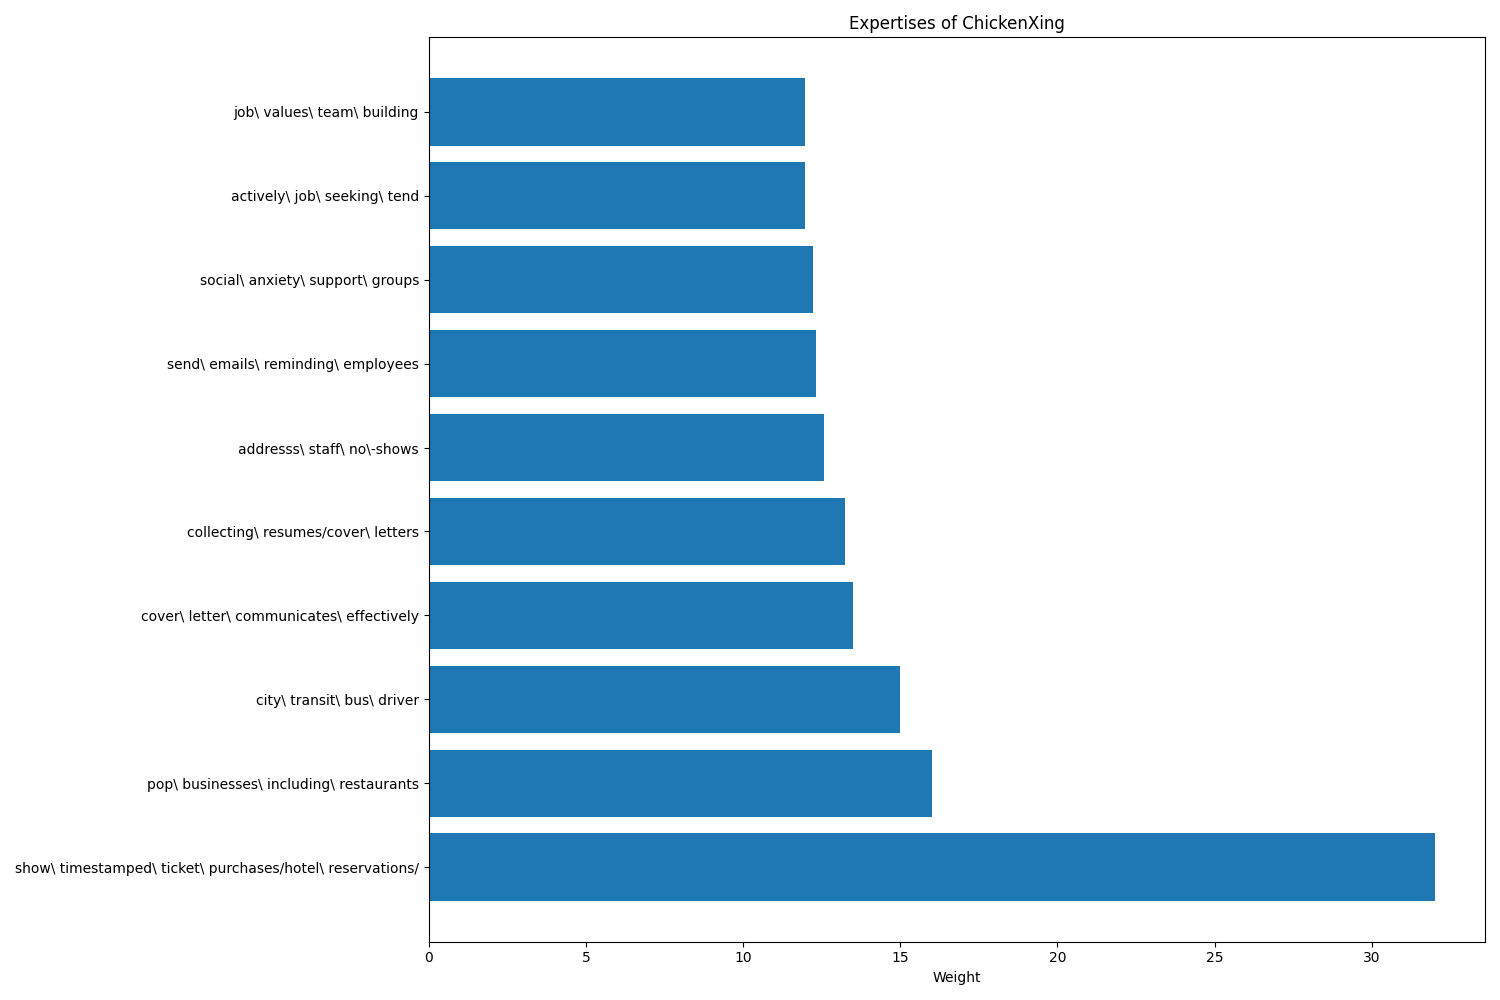 Expertises of ChickenXing
job\ values\ team\ building
actively\ job\ seeking\ tend
social\ anxiety\ support\ groups
send\ emails\ reminding\ employees
addresss\ staff\ no\-shows
collecting\ resumes/cover\ letters
cover\ letter\ communicates\ effectively
city\ transit\ bus\ driver
pop\ businesses\ including\ restaurants
show\ timestamped\ ticket\ purchases/hotel\ reservations/
0 5 10 15 20 25 30
Weight